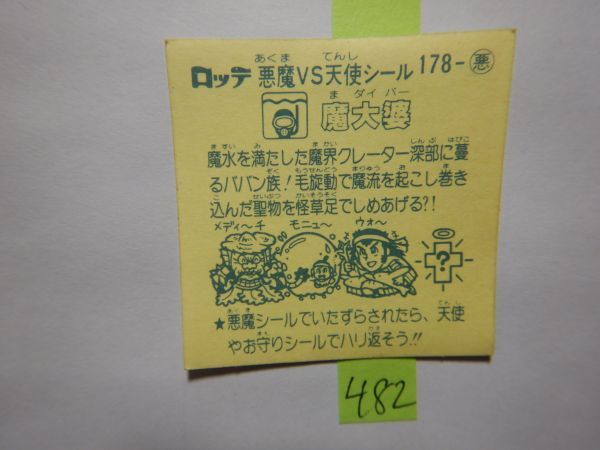 ロッテ 悪魔VS天使シール 178-悪
魔大婆
魔水を満たした魔界クレーター深部に蔓
るババン族!毛旋動で魔流を起こし巻き
込んだ聖物を怪草足でしめあげる?!
メディ〜チ モニュ〜 ウォ〜
?
★悪魔シールでいたずらされたら、天使
やお守りシールでハリ返そう!!
482